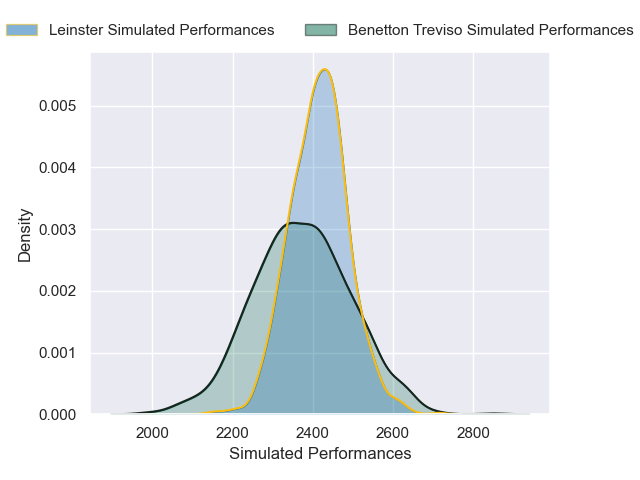 Leinster Simulated Performances
Benetton Treviso Simulated Performances
Density
0.005
0.004
0.003
0.002
0.001
0.000
2000 2200 2400 2600 2800
Simulated Performances